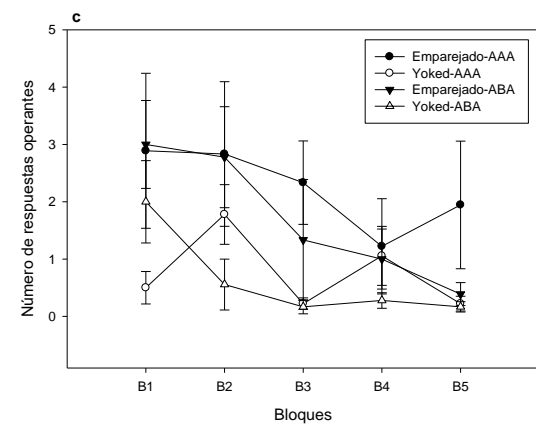 c
5
4
3
2
1
0
Número de respuestas operantes
Emparejado-AAA
Yoked-AAA
Emparejado-ABA
Yoked-ABA
B1 B2 B3 B4 B5
Bloques